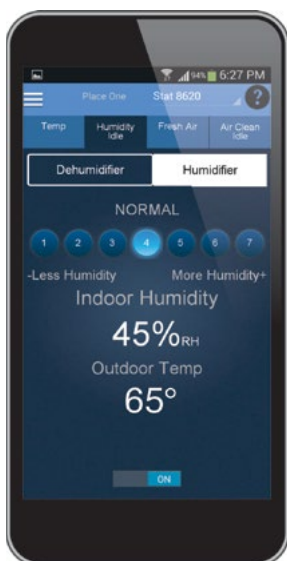 94% 6:27 PM
Place One Stat 8620 ?
Temp Humidity Idle Fresh Air Air Clean Idle
Dehumidifier Humidifier
NORMAL
1 2 3 4 5 6 7
-Less Humidity More Humidity+
Indoor Humidity
45%RH
Outdoor Temp
65°
ON